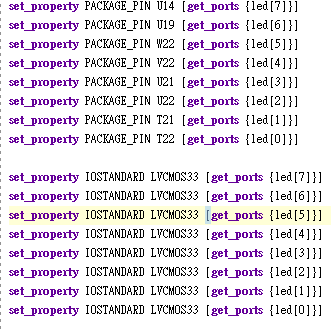 set_property PACKAGE_PIN U14 [get_ports {led[7]}]
set_property PACKAGE_PIN U19 [get_ports {led[6]}]
set_property PACKAGE_PIN W22 [get_ports {led[5]}]
set_property PACKAGE_PIN V22 [get_ports {led[4]}]
set_property PACKAGE_PIN U21 [get_ports {led[3]}]
set_property PACKAGE_PIN U22 [get_ports {led[2]}]
set_property PACKAGE_PIN T21 [get_ports {led[1]}]
set_property PACKAGE_PIN T22 [get_ports {led[0]}]
set_property IOSTANDARD LVCMOS33 [get_ports {led[7]}]
set_property IOSTANDARD LVCMOS33 [get_ports {led[6]}]
set_property IOSTANDARD LVCMOS33 [get_ports {led[5]}]
set_property IOSTANDARD LVCMOS33 [get_ports {led[4]}]
set_property IOSTANDARD LVCMOS33 [get_ports {led[3]}]
set_property IOSTANDARD LVCMOS33 [get_ports {led[2]}]
set_property IOSTANDARD LVCMOS33 [get_ports {led[1]}]
set_property IOSTANDARD LVCMOS33 [get_ports {led[0]}]